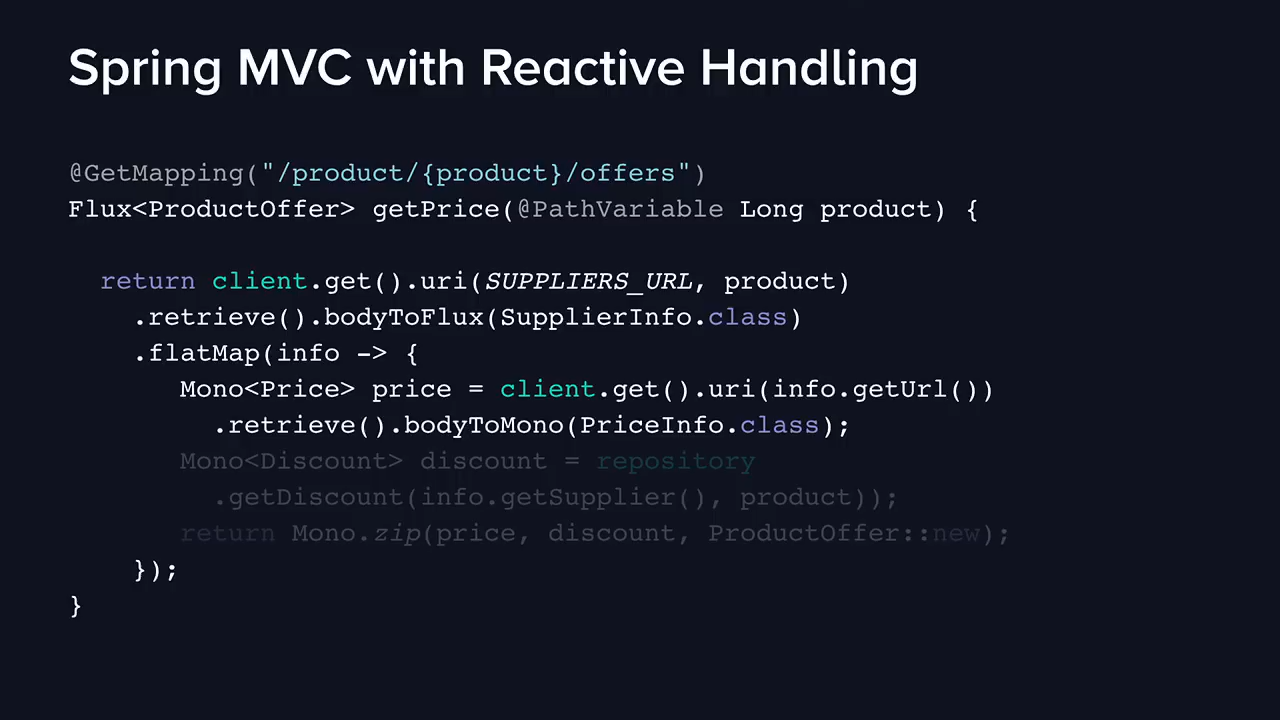 Spring MVC with Reactive Handling
@GetMapping("/product/{product}/offers")
Flux<ProductOffer> getPrice(@PathVariable Long product) {
return client.get().uri(SUPPLIERS_URL, product)
.retrieve().bodyToFlux(SupplierInfo.class)
.flatMap(info -> {
Mono<Price> price = client.get().uri(info.getUrl())
.retrieve().bodyToMono(PriceInfo.class);
Mono<Discount> discount = repository
.getDiscount(info.getSupplier(), product));
return Mono.zip(price, discount, ProductOffer::new);
});
}